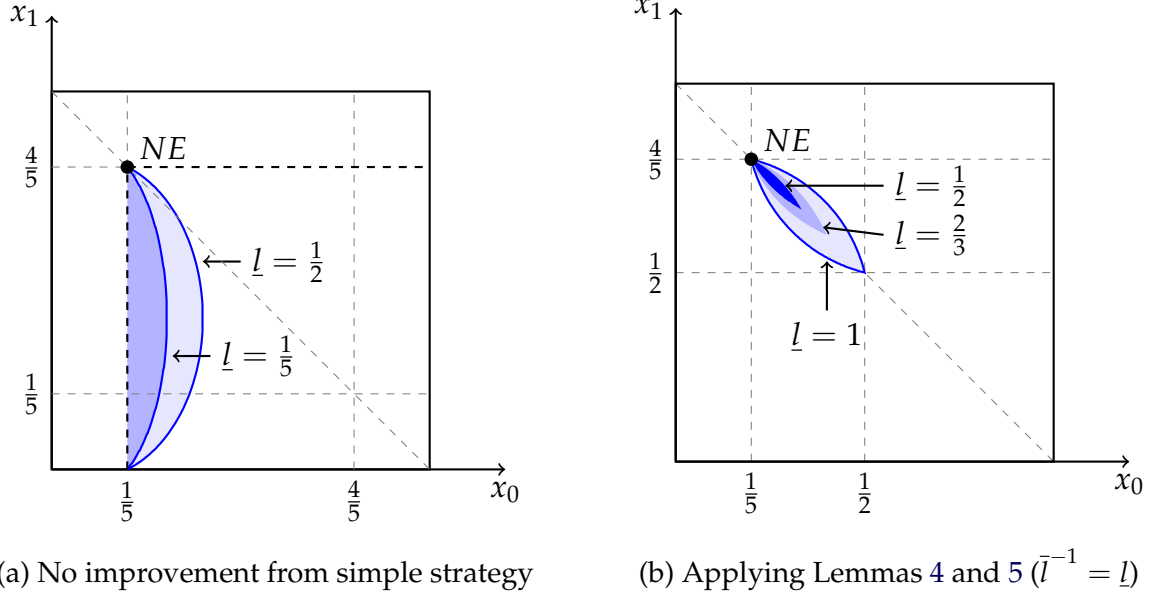 x₁
NE
4/5
l = 1/2
l = 1/5
1/5
1/5
4/5
x₀
(a) No improvement from simple strategy
x₁
NE
4/5
l = 1/2
l = 2/3
1/2
l = 1
1/5
1/2
x₀
(b) Applying Lemmas 4 and 5 (l̄⁻¹ = l̲)